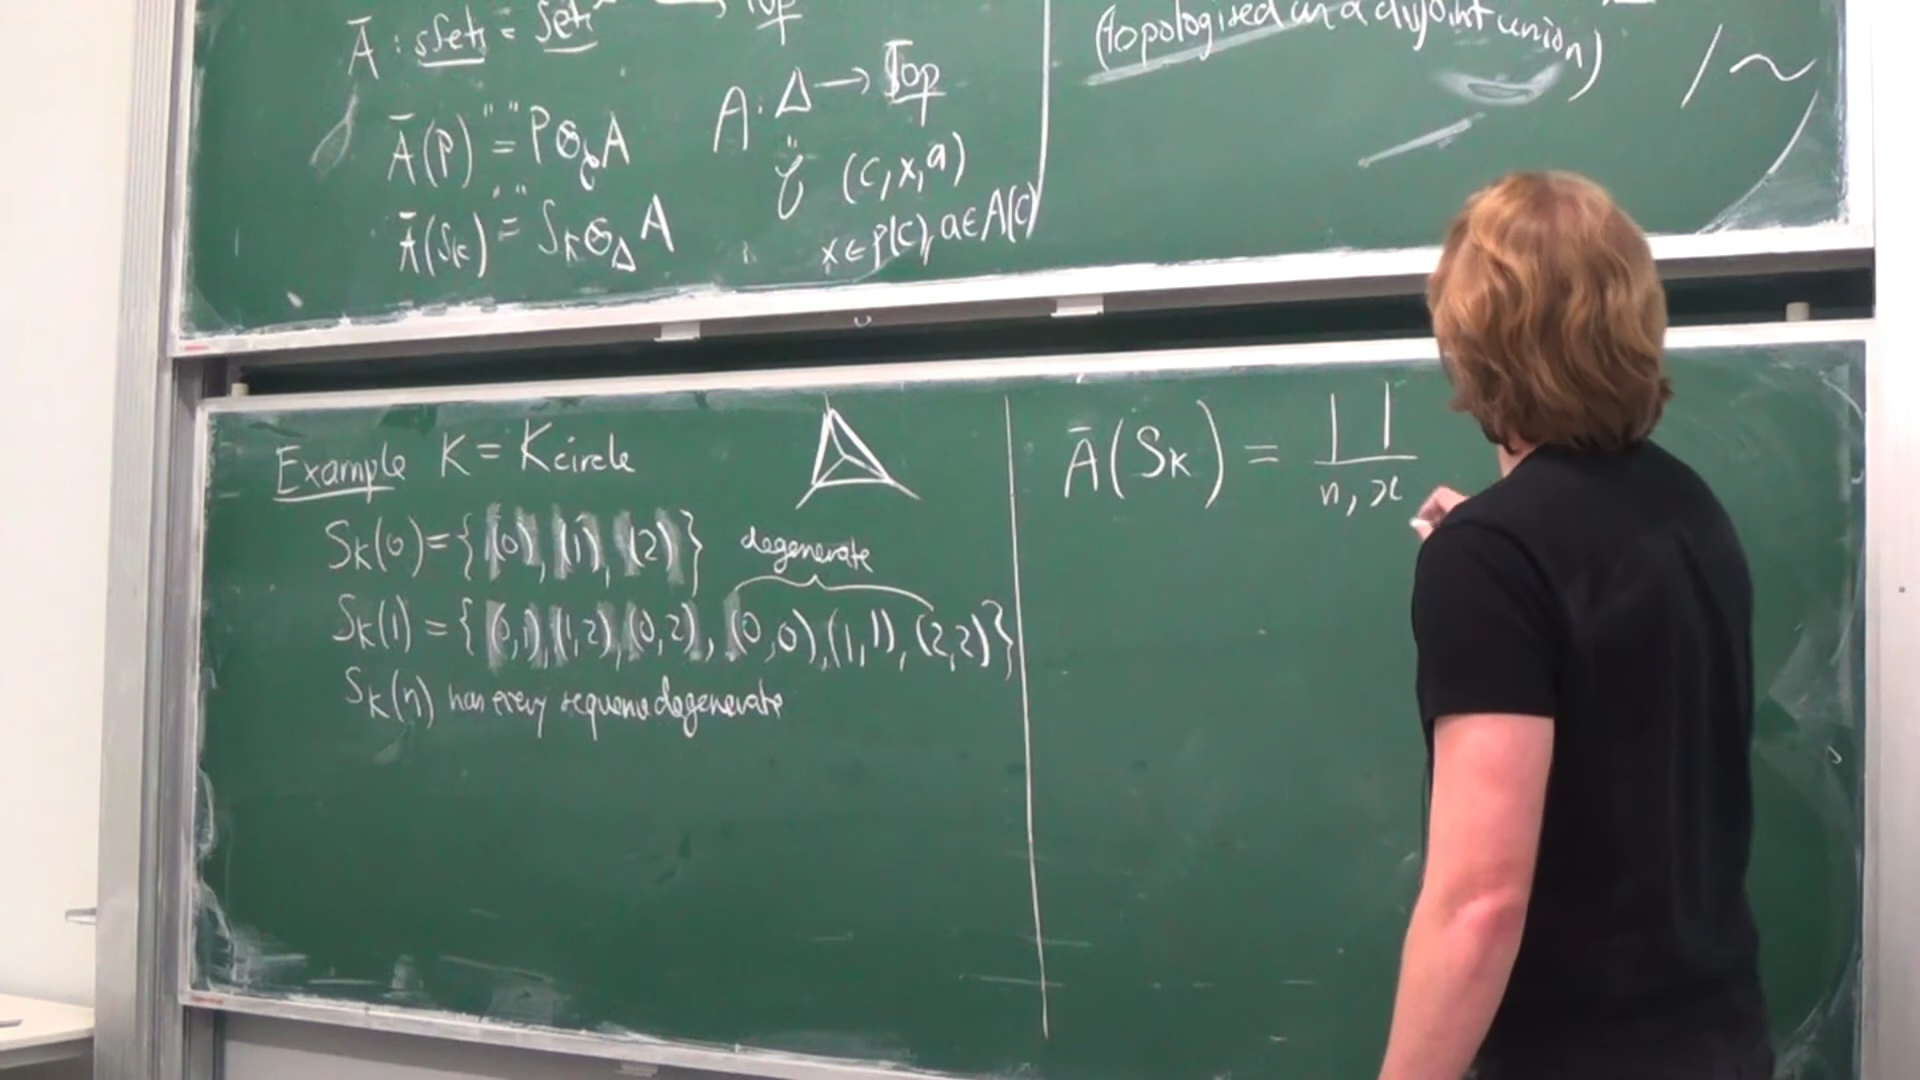 Ā : sSets = Sets → Top
Ā(P) "=" P⊗_𝒞 A
Ā(S_K) "=" S_K ⊗_Δ A
A : Δ → Top
𝒞 (c, x, a)
x ∈ P(c), a ∈ A(c)
(topologised as a disjoint union)
/ ~
Example K = K circle
S_K(0) = { (0), (1), (2) }
degenerate
S_K(1) = { (0,1), (1,2), (0,2), (0,0), (1,1), (2,2) }
S_K(n) has every sequence degenerate
Ā(S_K) = ∐
n, x